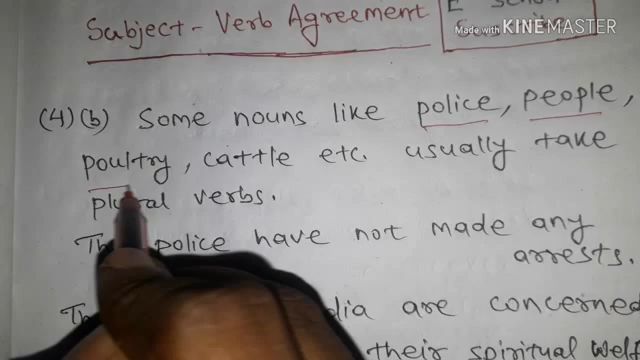 Subject - Verb Agreement
E
Made with KINEMASTER
(4) (b) Some nouns like police, people,
poultry, cattle etc. usually take
plural verbs.
The police have not made any
arrests.
are concerned
their spiritual